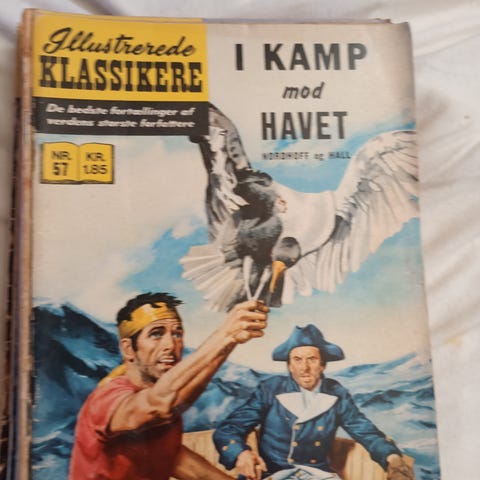 Illustrerede
KLASSIKERE
De bedste fortællinger af
verdens største forfattere
NR.
57
KR.
1.85
I KAMP
mod
HAVET
NORDHOFF og HALL